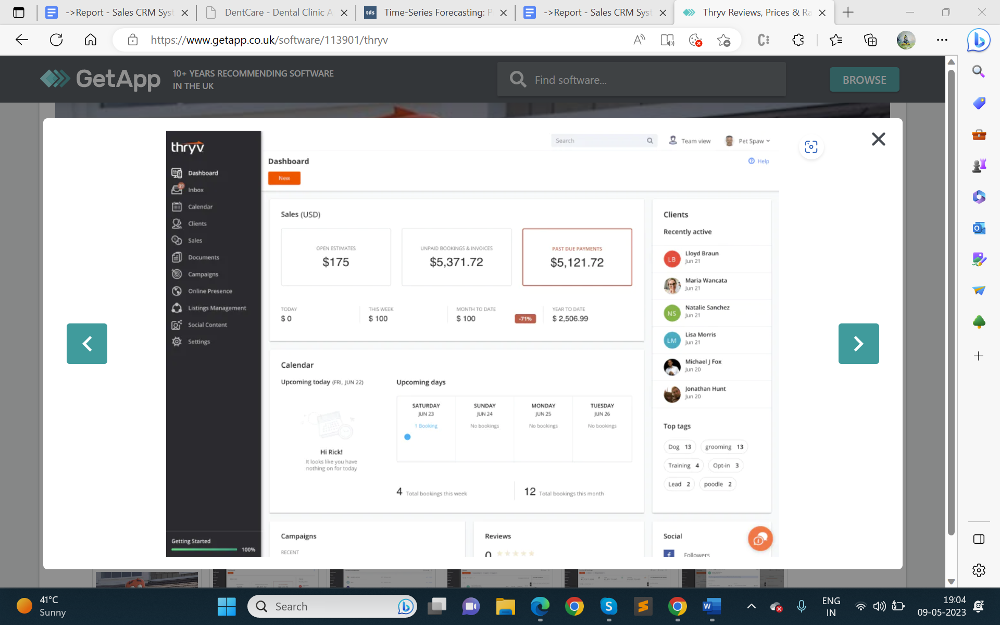 ->Report - Sales CRM Syst
DentCare - Dental Clinic A
tds
Time-Series Forecasting: P
->Report - Sales CRM Syst
Thryv Reviews, Prices & Ra
https://www.getapp.co.uk/software/113901/thryv
GetApp
10+ YEARS RECOMMENDING SOFTWARE
IN THE UK
Find software...
BROWSE
thryv
Dashboard
19
Inbox
Calendar
Clients
Sales
Documents
Campaigns
Online Presence
Listings Management
Social Content
Settings
Getting Started
100%
Search
Team view
Pet Spaw
Dashboard
Help
New
Sales (USD)
OPEN ESTIMATES
$175
UNPAID BOOKINGS & INVOICES
$5,371.72
PAST DUE PAYMENTS
$5,121.72
TODAY
$ 0
THIS WEEK
$ 100
MONTH TO DATE
$ 100
-71%
YEAR TO DATE
$ 2,506.99
Calendar
Upcoming today (FRI, JUN 22)
Hi Rick!
It looks like you have
nothing on for today
Upcoming days
SATURDAY
JUN 23
1 Booking
SUNDAY
JUN 24
No bookings
MONDAY
JUN 25
No bookings
TUESDAY
JUN 26
No bookings
4 Total bookings this week
12 Total bookings this month
Clients
Recently active
LB
Lloyd Braun
Jun 21
Maria Wancata
Jun 21
NS
Natalie Sanchez
Jun 21
LM
Lisa Morris
Jun 21
Michael J Fox
Jun 20
Jonathan Hunt
Jun 20
Top tags
Dog 13
grooming 13
Training 4
Opt-in 3
Lead 2
poodle 2
Campaigns
RECENT
Reviews
0
Social
Followers
41°C
Sunny
Search
ENG
IN
19:04
09-05-2023